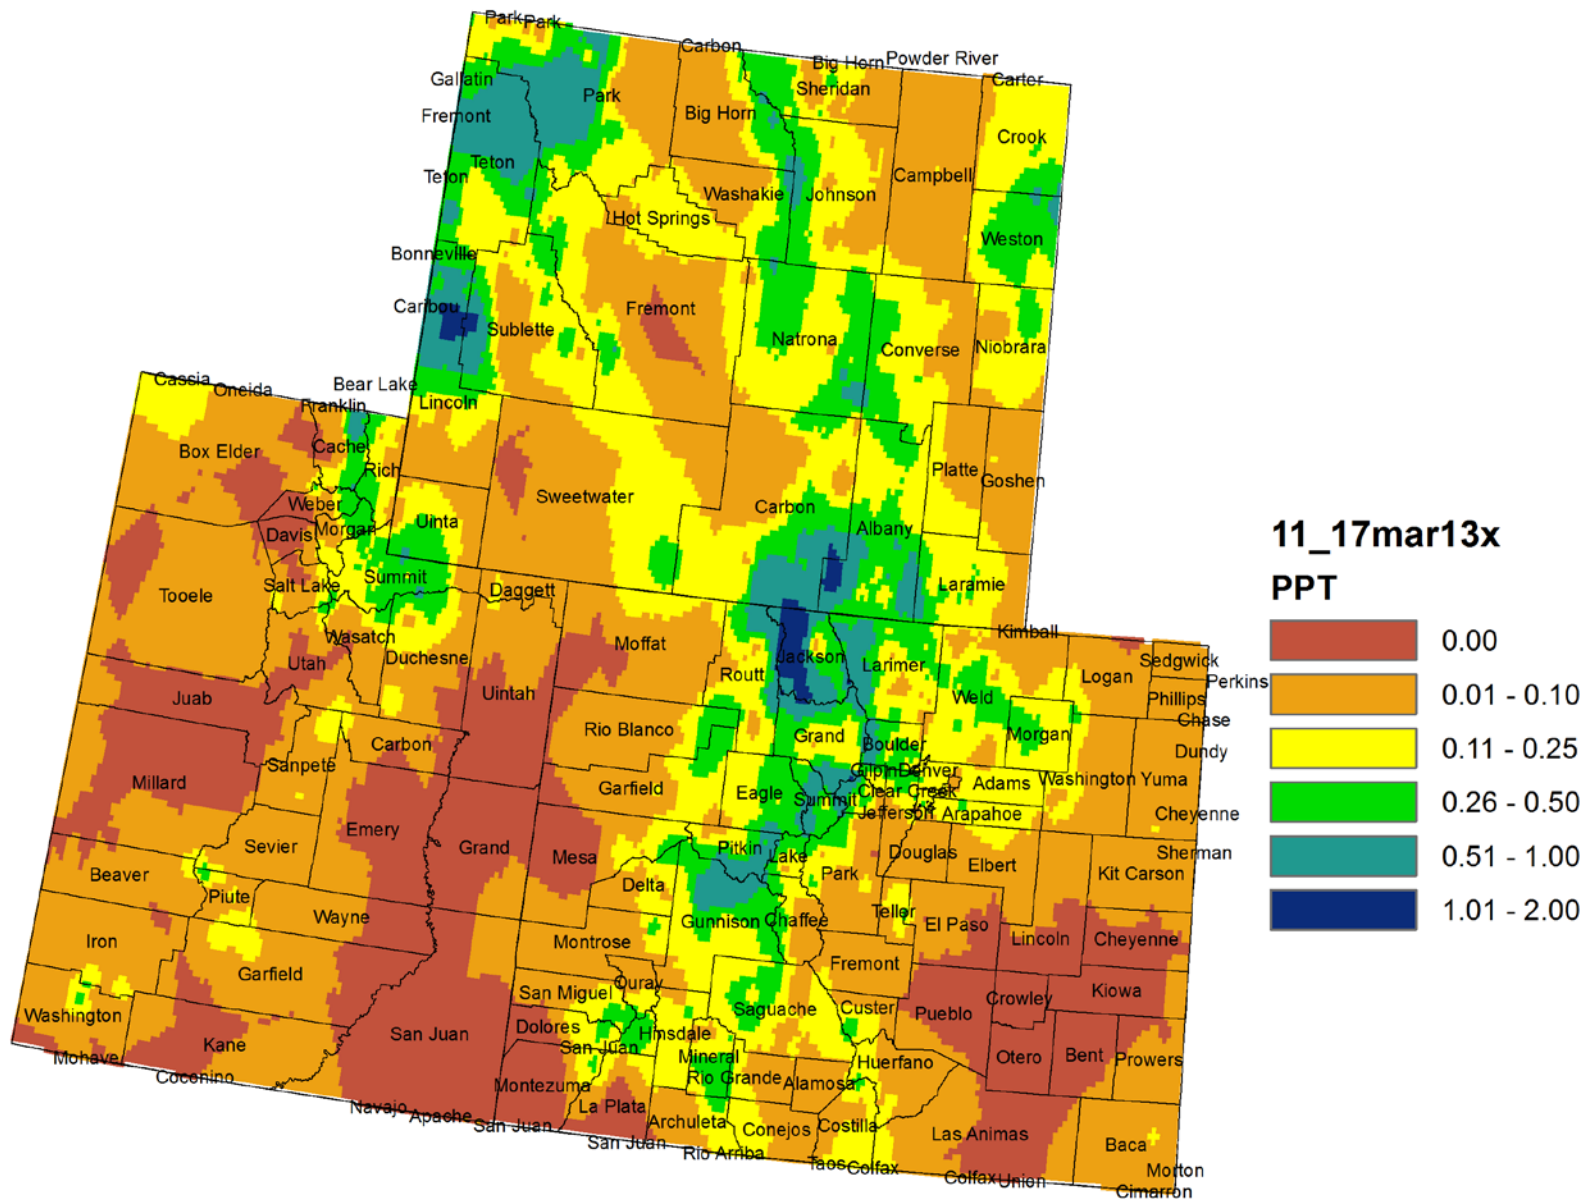 Park
Park
Carbon
Big Horn
Powder River
Carter
Gallatin
Park
Sheridan
Fremont
Big Horn
Crook
Teton
Teton
Washakie
Johnson
Campbell
Hot Springs
Weston
Bonneville
Caribou
Fremont
Sublette
Natrona
Converse
Niobrara
Cassia
Oneida
Bear Lake
Franklin
Lincoln
Box Elder
Cache
Rich
Platte
Goshen
Sweetwater
Carbon
Weber
Uinta
Albany
Davis
Morgan
Summit
Salt Lake
Tooele
Daggett
Laramie
Wasatch
Moffat
Kimball
Utah
Duchesne
Jackson
Larimer
Logan
Sedgwick
Juab
Uintah
Routt
Weld
Perkins
Phillips
Chase
Carbon
Rio Blanco
Grand
Boulder
Morgan
Dundy
Sanpete
Millard
Garfield
Eagle
Summit
Gilpin
Denver
Clear Creek
Jefferson
Adams
Arapahoe
Washington
Yuma
Cheyenne
Emery
Sevier
Grand
Mesa
Pitkin
Lake
Douglas
Elbert
Sherman
Kit Carson
Beaver
Delta
Park
Piute
Wayne
Gunnison
Chaffee
Teller
El Paso
Lincoln
Cheyenne
Iron
Montrose
Fremont
Garfield
Ouray
San Miguel
Saguache
Custer
Pueblo
Crowley
Kiowa
Washington
San Juan
Dolores
San Juan
Hinsdale
Mineral
Huerfano
Otero
Bent
Prowers
Kane
Mohave
Coconino
Montezuma
Rio Grande
Alamosa
Navajo
Apache
La Plata
Archuleta
Conejos
Costilla
Las Animas
Baca
San Juan
San Juan
Rio Arriba
Taos
Colfax
Colfax
Union
Morton
Cimarron
11_17mar13x
PPT
0.00
0.01 - 0.10
0.11 - 0.25
0.26 - 0.50
0.51 - 1.00
1.01 - 2.00